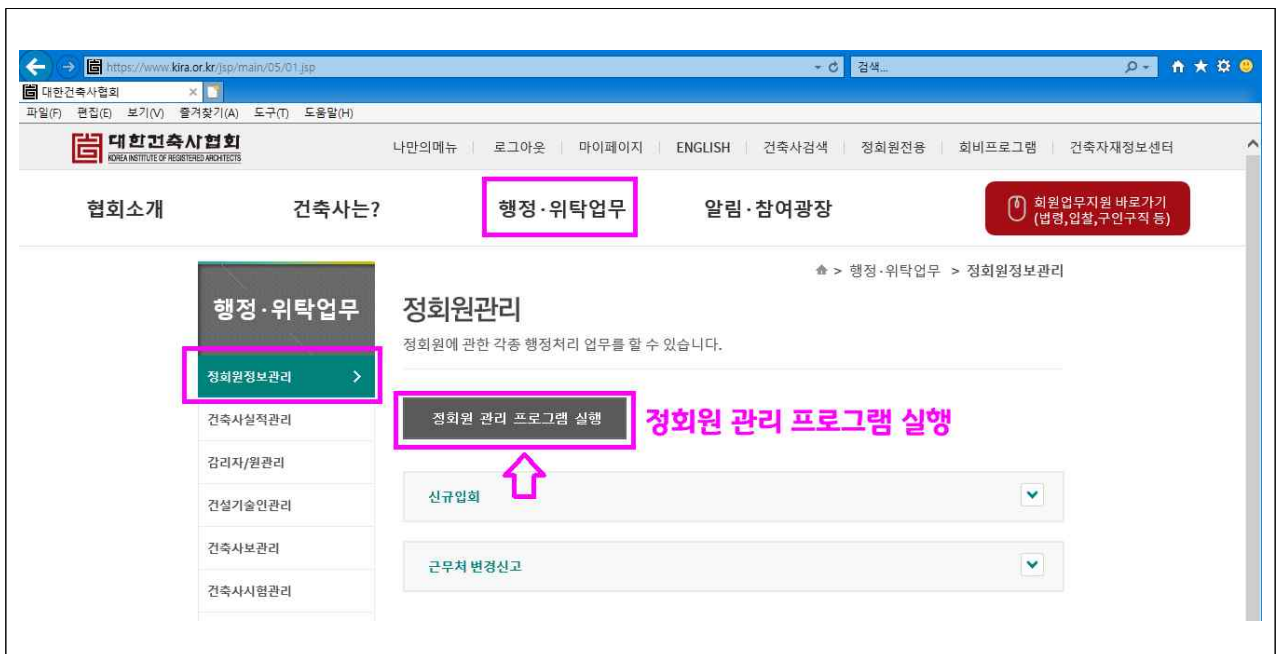 https://www.kira.or.kr/jsp/main/05/01.jsp 검색...
대한건축사협회
파일(F) 편집(E) 보기(V) 즐겨찾기(A) 도구(T) 도움말(H)
대한건축사협회
KOREA INSTITUTE OF REGISTERED ARCHITECTS
나만의메뉴 로그아웃 마이페이지 ENGLISH 건축사검색 정회원전용 회비프로그램 건축자재정보센터
협회소개 건축사는? 행정·위탁업무 알림·참여광장
회원업무지원 바로가기
(법령,입찰,구인구직 등)
> 행정·위탁업무 > 정회원정보관리
행정·위탁업무
정회원관리
정회원에 관한 각종 행정처리 업무를 할 수 있습니다.
정회원정보관리
건축사실적관리
감리자/원관리
건설기술인관리
건축사보관리
건축사시험관리
정회원 관리 프로그램 실행
정회원 관리 프로그램 실행
신규입회
근무처 변경신고